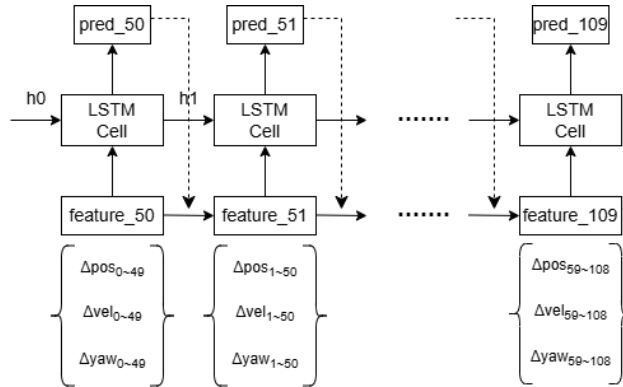 pred_50
pred_51
pred_109
h0
LSTM
Cell
h1
LSTM
Cell
.......
LSTM
Cell
feature_50
feature_51
.......
feature_109
Δpos0~49
Δvel0~49
Δyaw0~49
Δpos1~50
Δvel1~50
Δyaw1~50
Δpos59~108
Δvel59~108
Δyaw59~108